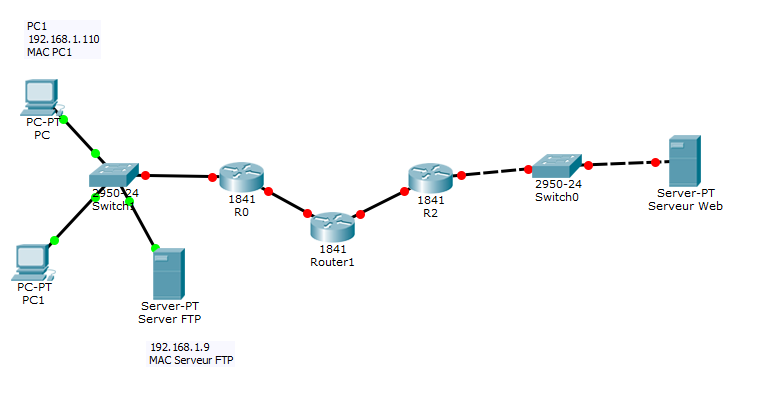 PC1
192.168.1.110
MAC PC1
PC-PT
PC
2950-24
Switch1
1841
R0
1841
Router1
1841
R2
2950-24
Switch0
Server-PT
Serveur Web
PC-PT
PC1
Server-PT
Server FTP
192.168.1.9
MAC Serveur FTP